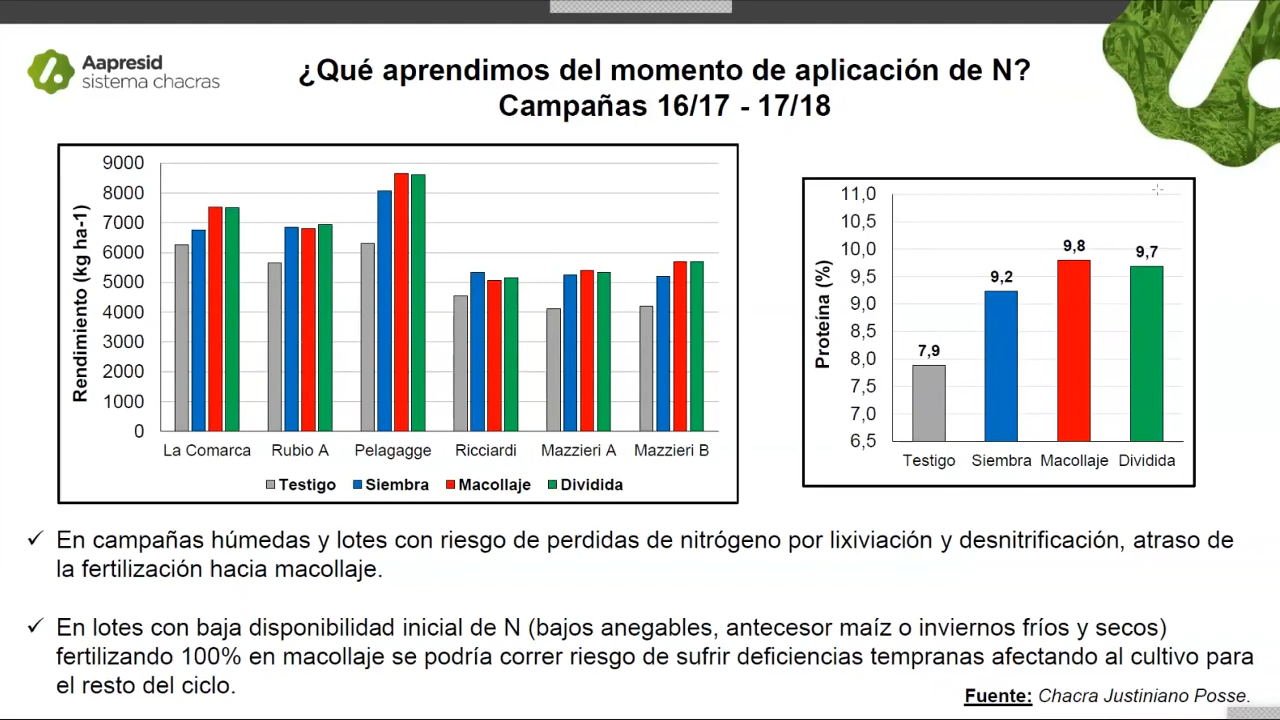 Aapresid
sistema chacras
¿Qué aprendimos del momento de aplicación de N?
Campañas 16/17 - 17/18
Rendimiento (kg ha-1)
9000
8000
7000
6000
5000
4000
3000
2000
1000
0
La Comarca Rubio A Pelagagge Ricciardi Mazzieri A Mazzieri B
Testigo Siembra Macollaje Dividida
Proteína (%)
11,0
10,5
10,0
9,5
9,0
8,5
8,0
7,5
7,0
6,5
7,9
9,2
9,8
9,7
Testigo Siembra Macollaje Dividida
✓ En campañas húmedas y lotes con riesgo de perdidas de nitrógeno por lixiviación y desnitrificación, atraso de
la fertilización hacia macollaje.
✓ En lotes con baja disponibilidad inicial de N (bajos anegables, antecesor maíz o inviernos fríos y secos)
fertilizando 100% en macollaje se podría correr riesgo de sufrir deficiencias tempranas afectando al cultivo para
el resto del ciclo.
Fuente: Chacra Justiniano Posse.